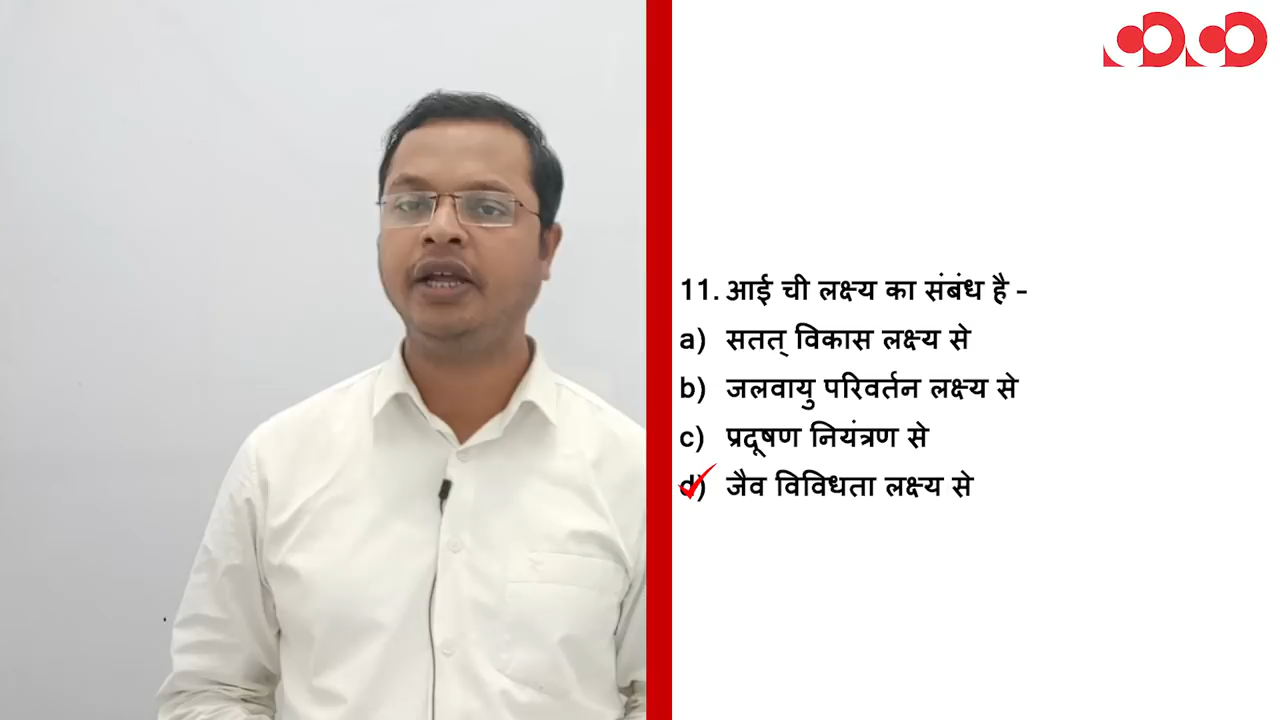 11. आई ची लक्ष्य का संबंध है –
a) सतत् विकास लक्ष्य से
b) जलवायु परिवर्तन लक्ष्य से
c) प्रदूषण नियंत्रण से
d) जैव विविधता लक्ष्य से